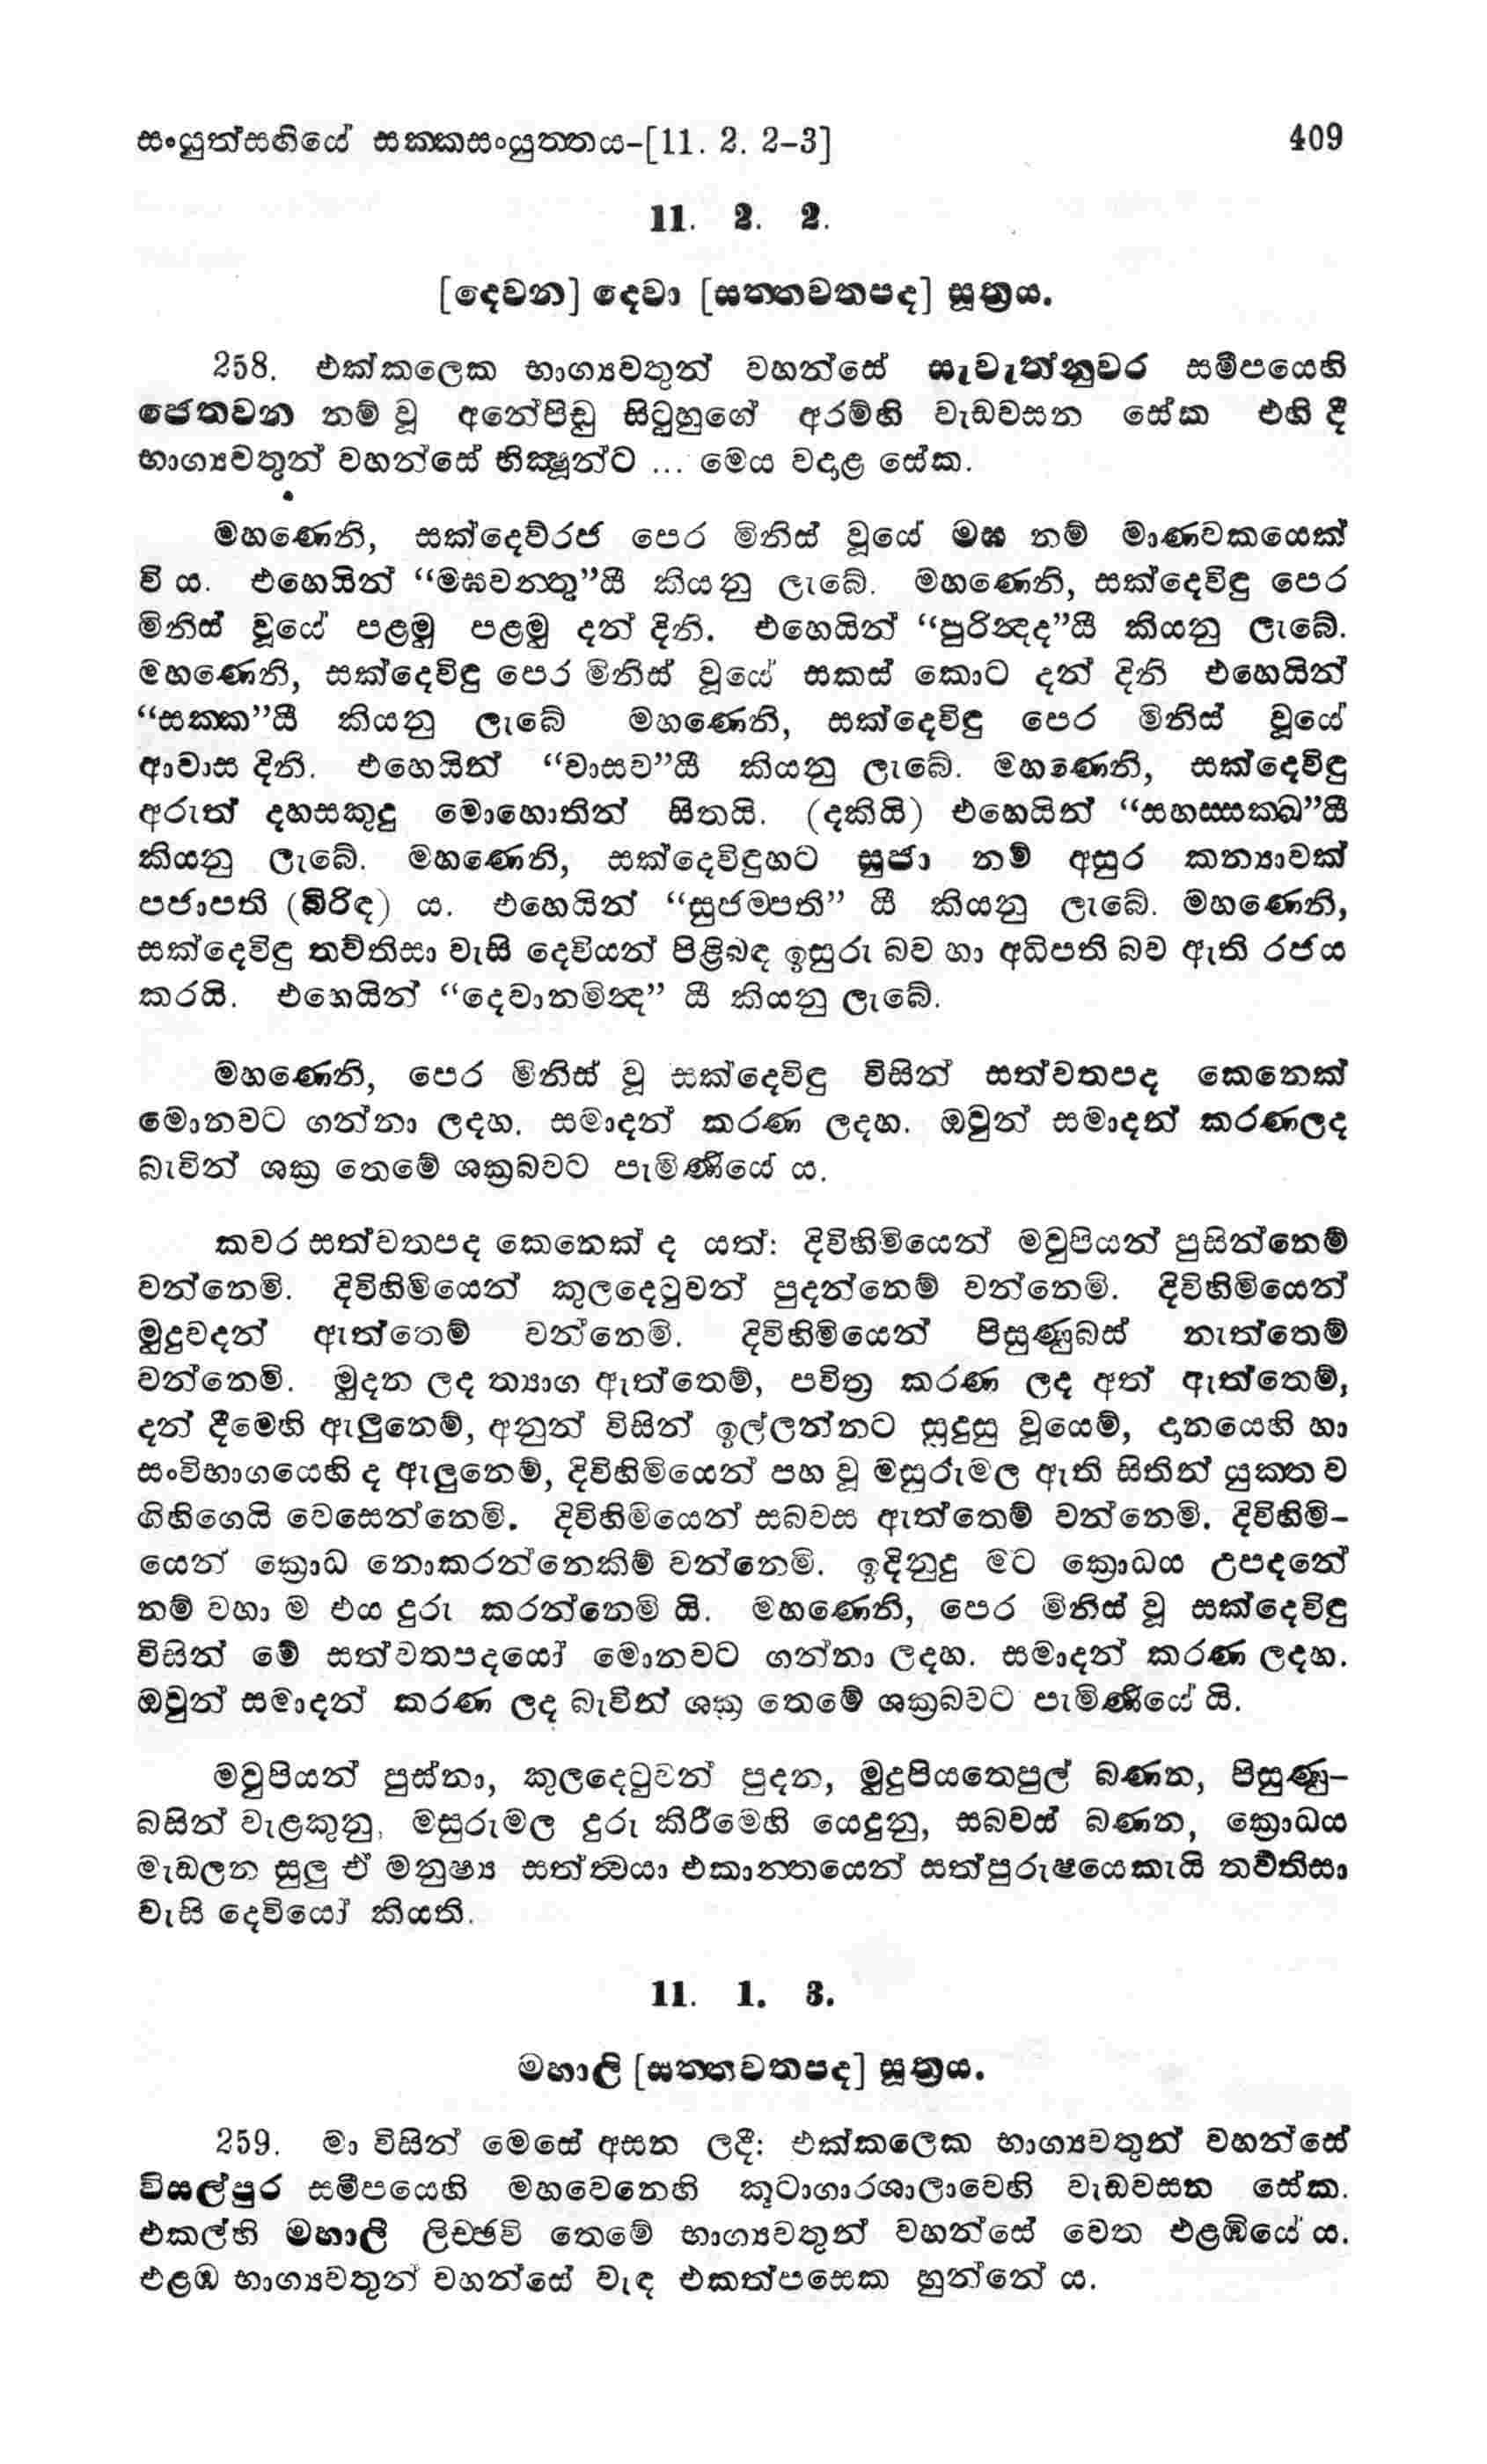 සංයුත්සඟියේ සක්කසංයුත්තය-[11. 2. 2-3] 409
11. 2. 2.
[දෙවන] දෙවා [සත්තවතපද] සූත්‍රය.
258. එක්කලෙක භාග්‍යවතුන් වහන්සේ සැවැත්නුවර සමීපයෙහි
ජෙතවන නම් වූ අනේපිඩු සිටුහුගේ අරම්හි වැඩවසන සේක එහි දී
භාග්‍යවතුන් වහන්සේ භික්ෂූන්ට ... මෙය වදාළ සේක.
මහණෙනි, සක්දෙව්රජ පෙර මිනිස් වූයේ මඝ නම් මාණවකයෙක්
වි ය. එහෙයින් “මඝවන්තු”යී කියනු ලැබේ. මහණෙනි, සක්දෙවිඳු පෙර
මිනිස් වූයේ පළමු පළමු දන් දිනි. එහෙයින් “පුරින්‍දද”යී කියනු ලැබේ.
මහණෙනි, සක්දෙවිඳු පෙර මිනිස් වූයේ සකස් කොට දන් දිනි එහෙයින්
“සක්ක”යී කියනු ලැබේ මහණෙනි, සක්දෙවිඳු පෙර මිනිස් වූයේ
ආවාස දිනි. එහෙයින් “වාසව”යී කියනු ලැබේ. මහණෙනි, සක්දෙවිඳු
අරුත් දහසකුදු මොහොතින් සිතයි. (දකියි) එහෙයින් “සහස්සක්ඛ”යී
කියනු ලැබේ. මහණෙනි, සක්දෙවිඳුහට සුජා නම් අසුර කන්‍යාවක්
පජාපති (බිරිඳ) ය. එහෙයින් “සුජම්පති” යී කියනු ලැබේ. මහණෙනි,
සක්දෙවිඳු තව්තිසා වැසි දෙවියන් පිළිබඳ ඉසුරු බව හා අධිපති බව ඇති රජය
කරයි. එහෙයින් “දෙවානමින්‍ද” යී කියනු ලැබේ.
මහණෙනි, පෙර මිනිස් වූ සක්දෙවිඳු විසින් සත්වතපද කෙනෙක්
මොනවට ගන්නා ලදහ. සමාදන් කරණ ලදහ. ඔවුන් සමාදන් කරණලද
බැවින් ශක්‍ර තෙමේ ශක්‍රබවට පැමිණියේ ය.
කවර සත්වතපද කෙනෙක් ද යත්: දිවිහිමියෙන් මවුපියන් පුසින්නෙම්
වන්නෙමි. දිවිහිමියෙන් කුලදෙටුවන් පුදන්නෙම් වන්නෙමි. දිවිහිමියෙන්
මුදුවදන් ඇත්තෙම් වන්නෙමි. දිවිහිමියෙන් පිසුණුබස් නැත්තෙම්
වන්නෙමි. මුදන ලද ත්‍යාග ඇත්තෙම්, පවිත්‍ර කරණ ලද අත් ඇත්තෙම්,
දන් දීමෙහි ඇලුනෙම්, අනුන් විසින් ඉල්ලන්නට සුදුසු වූයෙම්, දානයෙහි හා
සංවිභාගයෙහි ද ඇලුනෙම්, දිවිහිමියෙන් පහ වූ මසුරුමල ඇති සිතින් යුක්ත ව
ගිහිගෙයි වෙසෙන්නෙමි. දිවිහිමියෙන් සබවස ඇත්තෙම් වන්නෙමි. දිවිහිමි-
යෙන් ක්‍රොධ නොකරන්නෙකිම් වන්නෙමි. ඉදිනුදු මට ක්‍රොධය උපදනේ
නම් වහා ම එය දුරු කරන්නෙමි යි. මහණෙනි, පෙර මිනිස් වූ සක්දෙවිඳු
විසින් මේ සත්වතපදයෝ මොනවට ගන්නා ලදහ. සමාදන් කරණ ලදහ.
ඔවුන් සමාදන් කරණ ලද බැවින් ශක්‍ර තෙමේ ශක්‍රබවට පැමිණියේ යි.
මවුපියන් පුස්නා, කුලදෙටුවන් පුදන, මුදුපියතෙපුල් බණන, පිසුණු-
බසින් වැළකුනු, මසුරුමල දුරු කිරීමෙහි යෙදුනු, සබවස් බණන, ක්‍රොධය
මැඩලන සුලු ඒ මනුෂ්‍ය සත්ත්‍වයා එකාන්තයෙන් සත්පුරුෂයෙකැයි තව්තිසා
වැසි දෙවියෝ කියති.
11. 1. 3.
මහාලි [සත්තවතපද] සූත්‍රය.
259. මා විසින් මෙසේ අසන ලදී: එක්කලෙක භාග්‍යවතුන් වහන්සේ
විසල්පුර සමීපයෙහි මහවෙනෙහි කූටාගාරශාලාවෙහි වැඩවසන සේක.
එකල්හි මහාලි ලිච්ඡවි තෙමේ භාග්‍යවතුන් වහන්සේ වෙත එළඹියේ ය.
එළඹ භාග්‍යවතුන් වහන්සේ වැඳ එකත්පසෙක හුන්නේ ය.